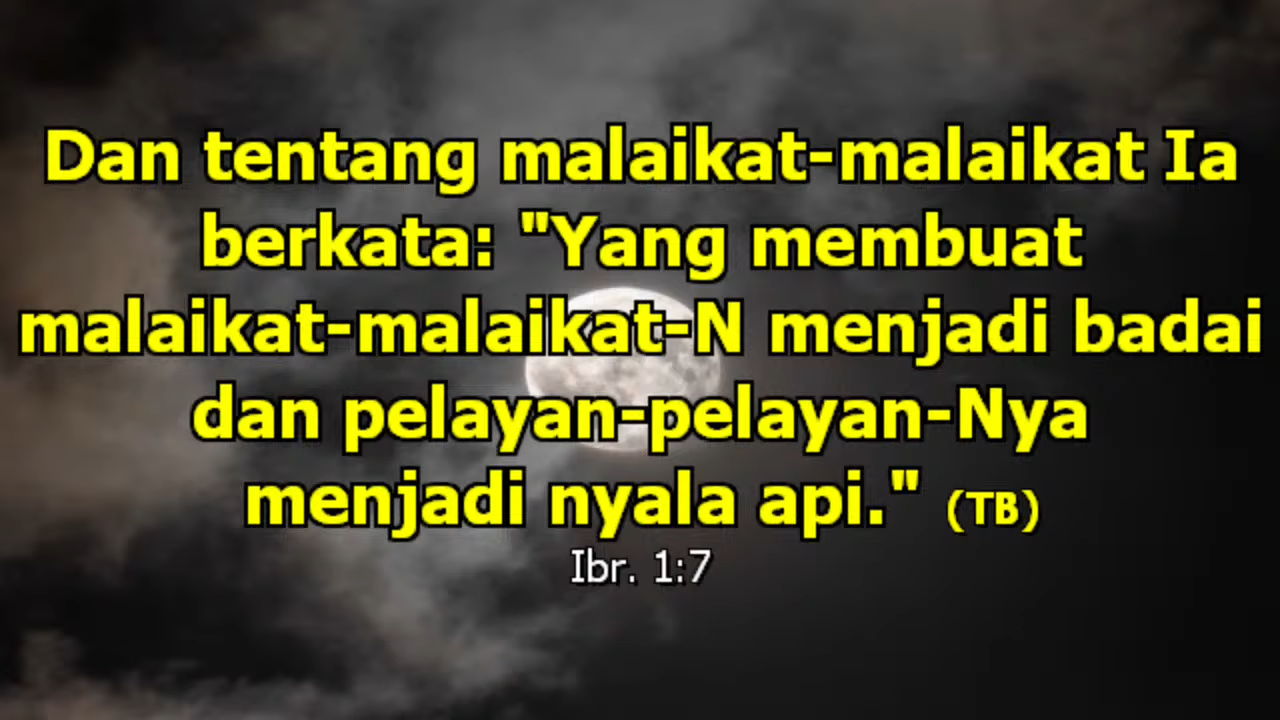 Dan tentang malaikat-malaikat Ia
berkata: "Yang membuat
malaikat-malaikat-N menjadi badai
dan pelayan-pelayan-Nya
menjadi nyala api." (TB)
Ibr. 1:7